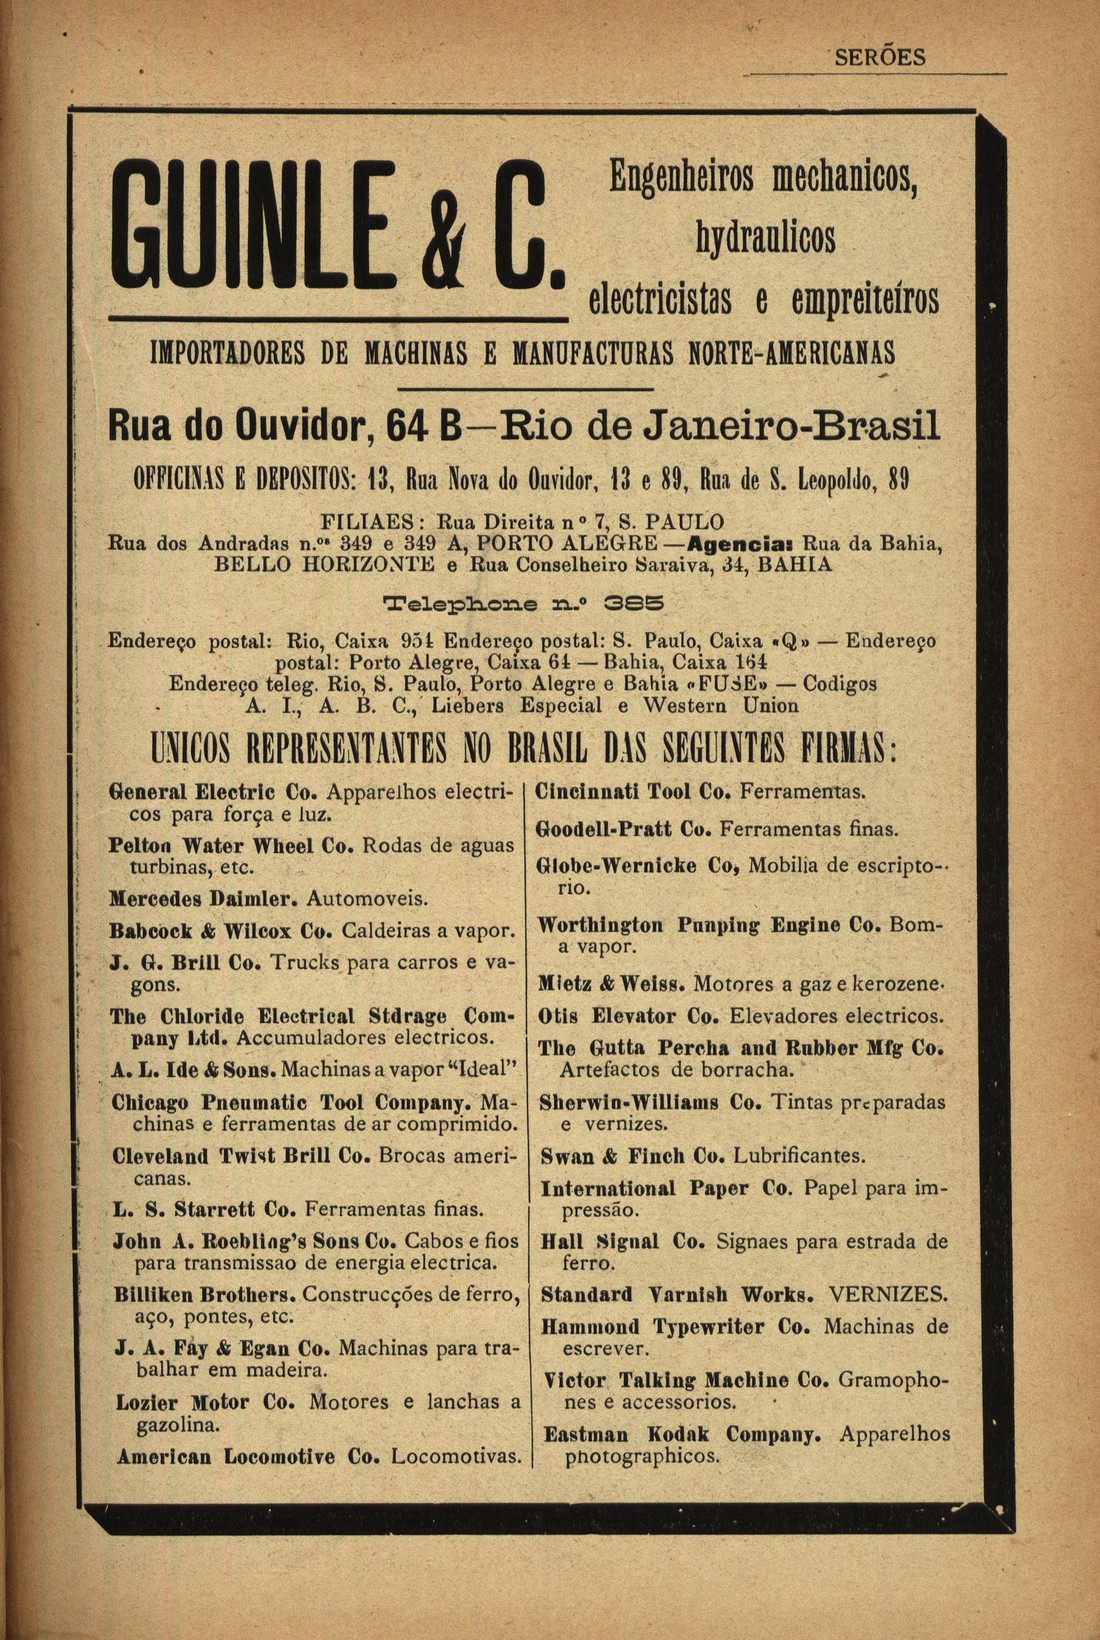 SERÕES
GUINLE & C.
Engenheiros mechanicos,
hydraulicos
electricistas e empreiteiros
IMPORTADORES DE MACHINAS E MANUFACTURAS NORTE-AMERICANAS
Rua do Ouvidor, 64 B—Rio de Janeiro-Brasil
OFFICINAS E DEPOSITOS: 13, Rua Nova do Ouvidor, 13 e 89, Rua de S. Leopoldo, 89
FILIAES: Rua Direita nº 7, S. PAULO
Rua dos Andradas n.ºˢ 349 e 349 A, PORTO ALEGRE—Agencia: Rua da Bahia,
BELLO HORIZONTE e Rua Conselheiro Saraiva, 34, BAHIA
Telephone n.º 385
Endereço postal: Rio, Caixa 954 Endereço postal: S. Paulo, Caixa «Q» — Endereço
postal: Porto Alegre, Caixa 64 — Bahia, Caixa 164
Endereço teleg. Rio, S. Paulo, Porto Alegre e Bahia «FUSE» — Codigos
A. I., A. B. C., Liebers Especial e Western Union
UNICOS REPRESENTANTES NO BRASIL DAS SEGUINTES FIRMAS:
General Electric Co. Apparelhos electri-
cos para força e luz.
Pelton Water Wheel Co. Rodas de aguas
turbinas, etc.
Mercedes Daimler. Automoveis.
Babcock & Wilcox Co. Caldeiras a vapor.
J. G. Brill Co. Trucks para carros e va-
gons.
The Chloride Electrical Stdrage Com-
pany Ltd. Accumuladores electricos.
A. L. Ide & Sons. Machinas a vapor "Ideal"
Chicago Pneumatic Tool Company. Ma-
chinas e ferramentas de ar comprimido.
Cleveland Twist Brill Co. Brocas ameri-
canas.
L. S. Starrett Co. Ferramentas finas.
John A. Roebling's Sons Co. Cabos e fios
para transmissao de energia electrica.
Billiken Brothers. Construcções de ferro,
aço, pontes, etc.
J. A. Fay & Egan Co. Machinas para tra-
balhar em madeira.
Lozier Motor Co. Motores e lanchas a
gazolina.
American Locomotive Co. Locomotivas.
Cincinnati Tool Co. Ferramentas.
Goodell-Pratt Co. Ferramentas finas.
Globe-Wernicke Co, Mobilia de escripto-
rio.
Worthington Punping Engine Co. Bom-
a vapor.
Mietz & Weiss. Motores a gaz e kerozene.
Otis Elevator Co. Elevadores electricos.
The Gutta Percha and Rubber Mfg Co.
Artefactos de borracha.
Sherwin-Williams Co. Tintas preparadas
e vernizes.
Swan & Finch Co. Lubrificantes.
International Paper Co. Papel para im-
pressão.
Hall Signal Co. Signaes para estrada de
ferro.
Standard Varnish Works. VERNIZES.
Hammond Typewriter Co. Machinas de
escrever.
Victor Talking Machine Co. Gramopho-
nes e accessorios.
Eastman Kodak Company. Apparelhos
photographicos.